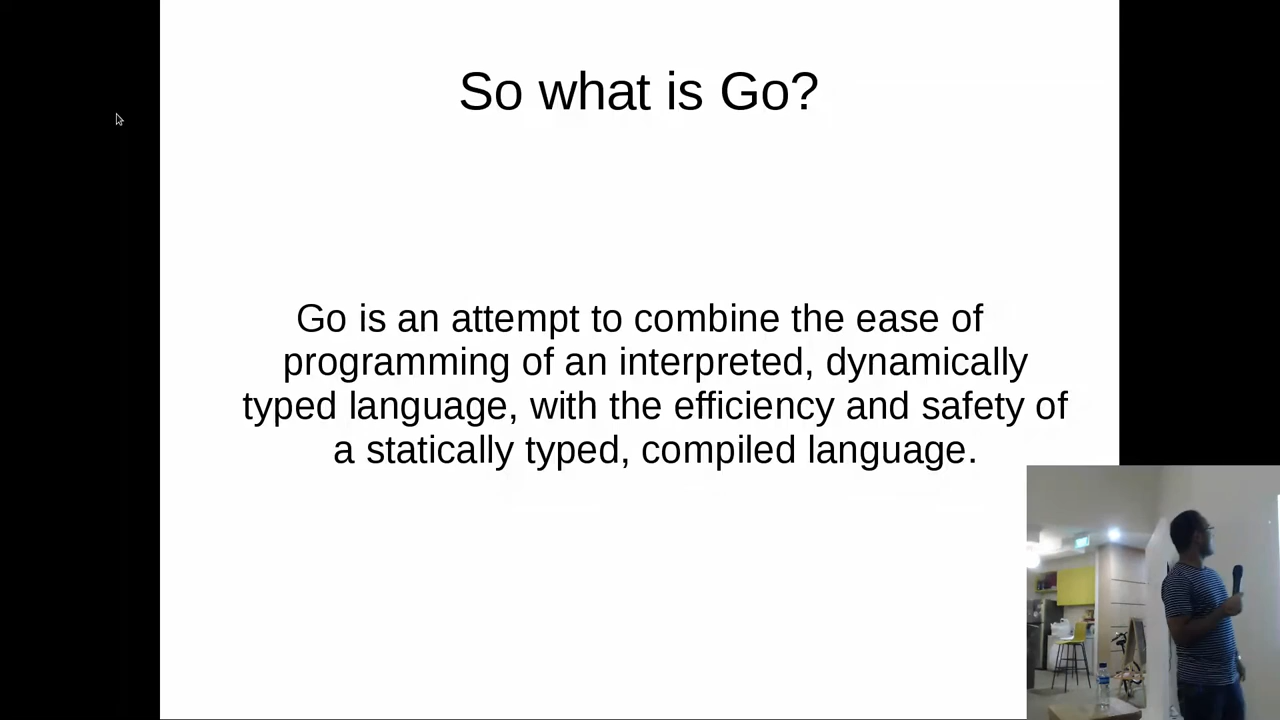 So what is Go?
Go is an attempt to combine the ease of
programming of an interpreted, dynamically
typed language, with the efficiency and safety of
a statically typed, compiled language.